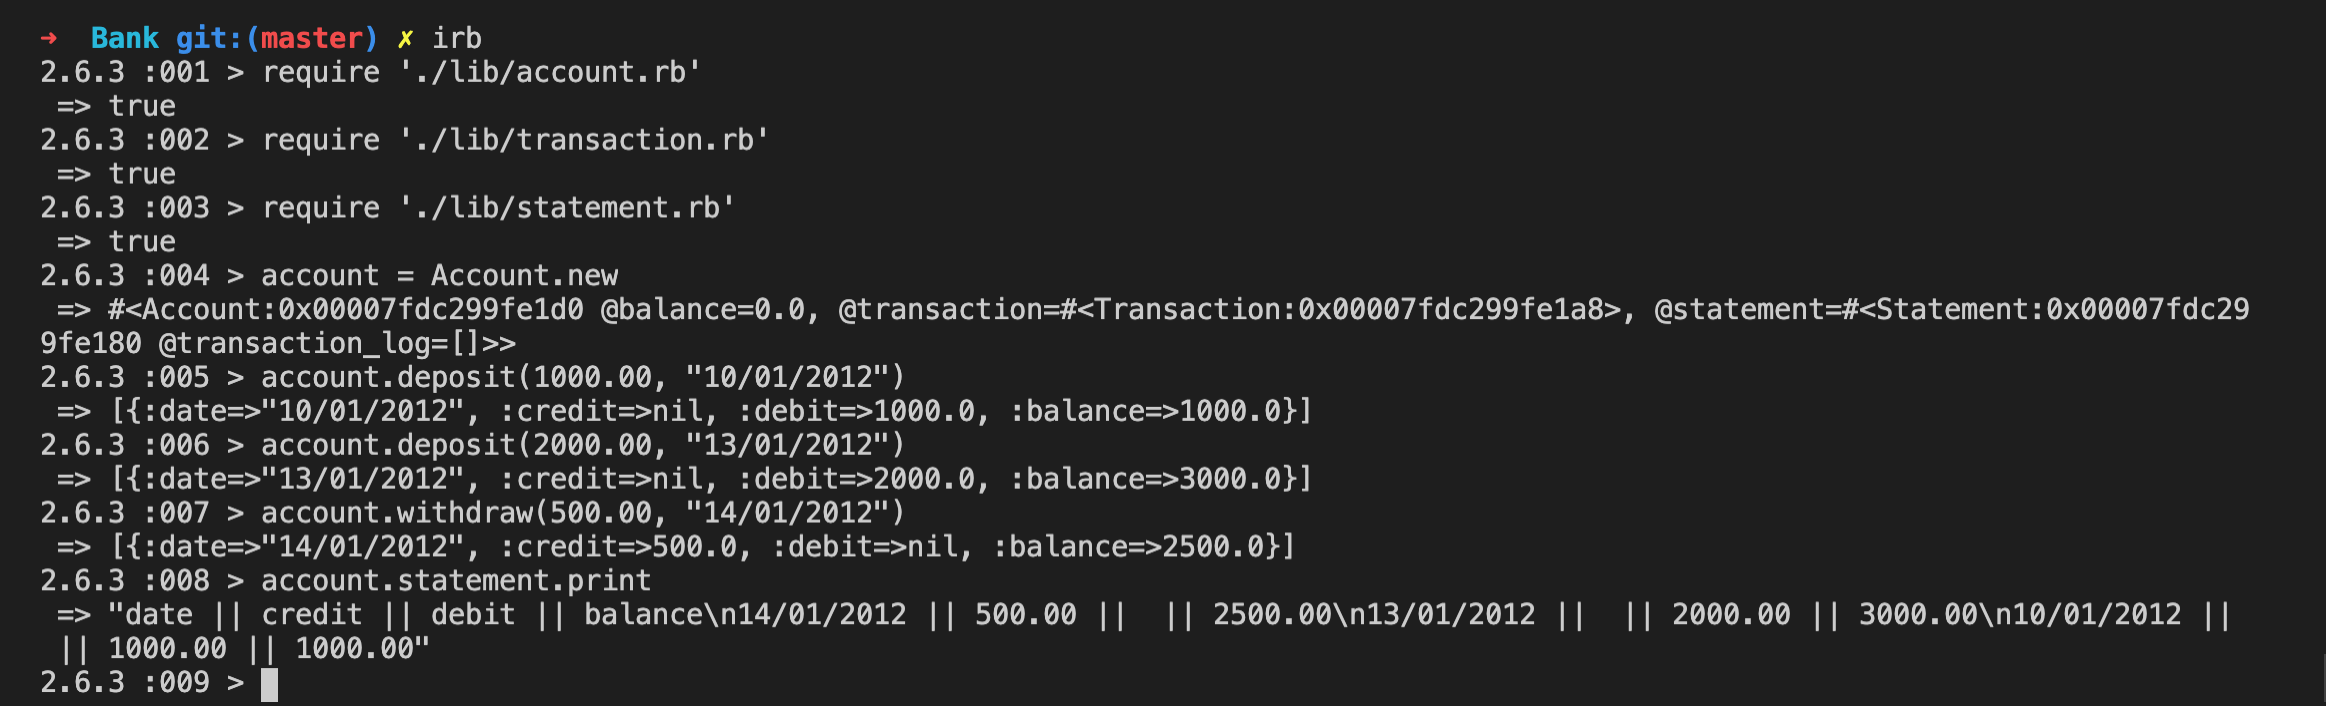 ➜  Bank git:(master) ✗ irb
2.6.3 :001 > require './lib/account.rb'
 => true
2.6.3 :002 > require './lib/transaction.rb'
 => true
2.6.3 :003 > require './lib/statement.rb'
 => true
2.6.3 :004 > account = Account.new
 => #<Account:0x00007fdc299fe1d0 @balance=0.0, @transaction=#<Transaction:0x00007fdc299fe1a8>, @statement=#<Statement:0x00007fdc29
9fe180 @transaction_log=[]>>
2.6.3 :005 > account.deposit(1000.00, "10/01/2012")
 => [{:date=>"10/01/2012", :credit=>nil, :debit=>1000.0, :balance=>1000.0}]
2.6.3 :006 > account.deposit(2000.00, "13/01/2012")
 => [{:date=>"13/01/2012", :credit=>nil, :debit=>2000.0, :balance=>3000.0}]
2.6.3 :007 > account.withdraw(500.00, "14/01/2012")
 => [{:date=>"14/01/2012", :credit=>500.0, :debit=>nil, :balance=>2500.0}]
2.6.3 :008 > account.statement.print
 => "date || credit || debit || balance\n14/01/2012 || 500.00 ||  || 2500.00\n13/01/2012 ||  || 2000.00 || 3000.00\n10/01/2012 ||
 || 1000.00 || 1000.00"
2.6.3 :009 >